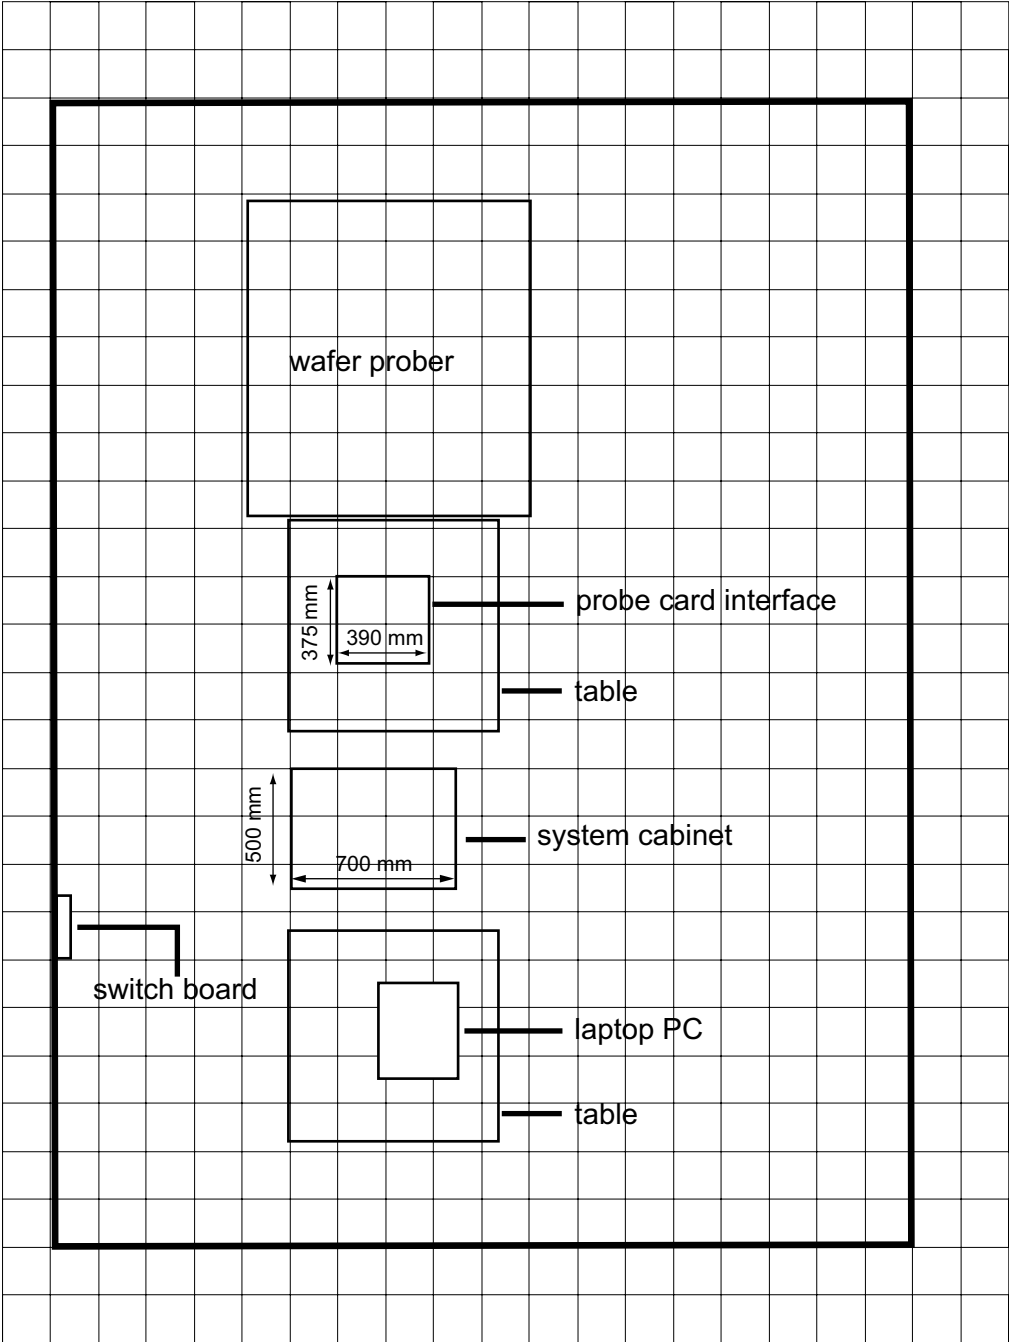 wafer prober
probe card interface
375 mm
390 mm
table
500 mm
system cabinet
700 mm
switch board
laptop PC
table